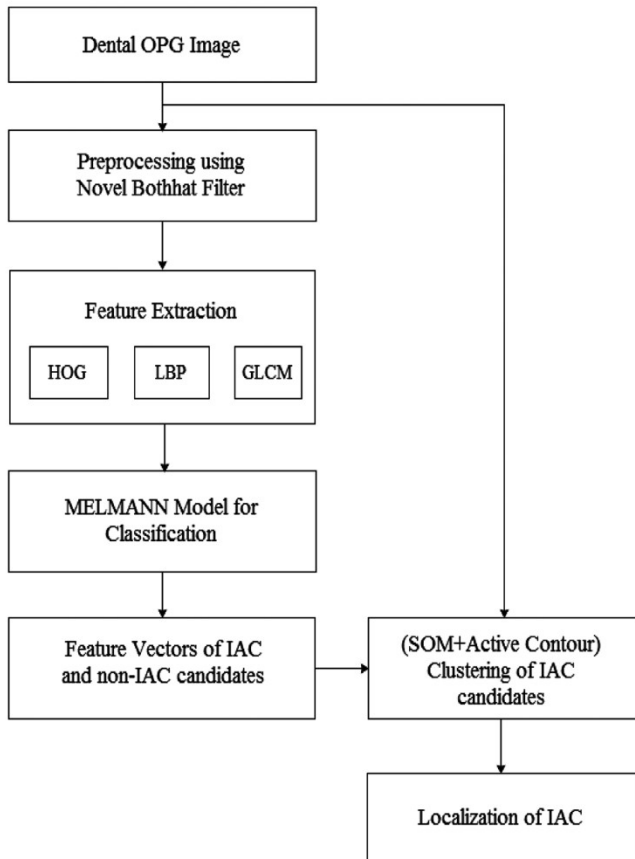 Dental OPG Image
Preprocessing using
Novel Bothhat Filter
Feature Extraction
HOG
LBP
GLCM
MELMANN Model for
Classification
Feature Vectors of IAC
and non-IAC candidates
(SOM+Active Contour)
Clustering of IAC
candidates
Localization of IAC